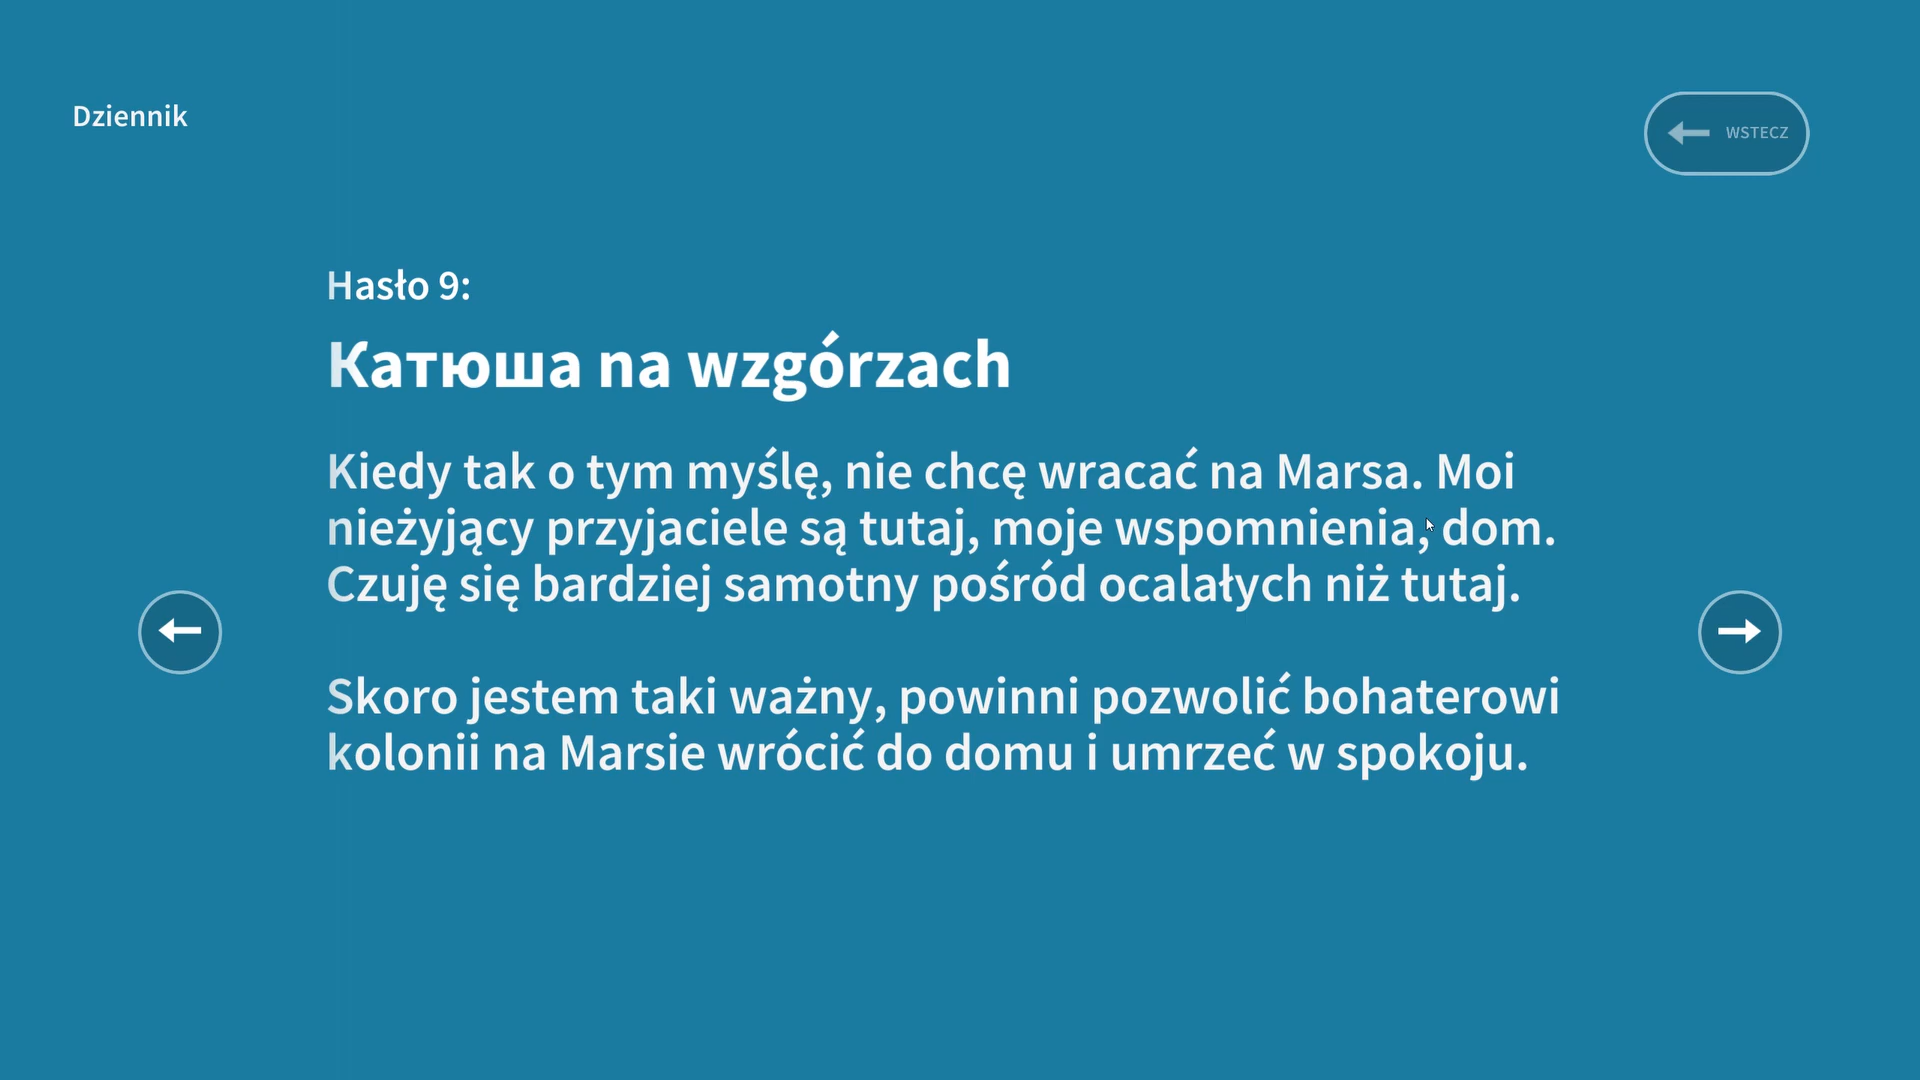 Dziennik
WSTECZ
Hasło 9:
Катюша na wzgórzach
Kiedy tak o tym myślę, nie chcę wracać na Marsa. Moi
nieżyjący przyjaciele są tutaj, moje wspomnienia, dom.
Czuję się bardziej samotny pośród ocalałych niż tutaj.
Skoro jestem taki ważny, powinni pozwolić bohaterowi
kolonii na Marsie wrócić do domu i umrzeć w spokoju.